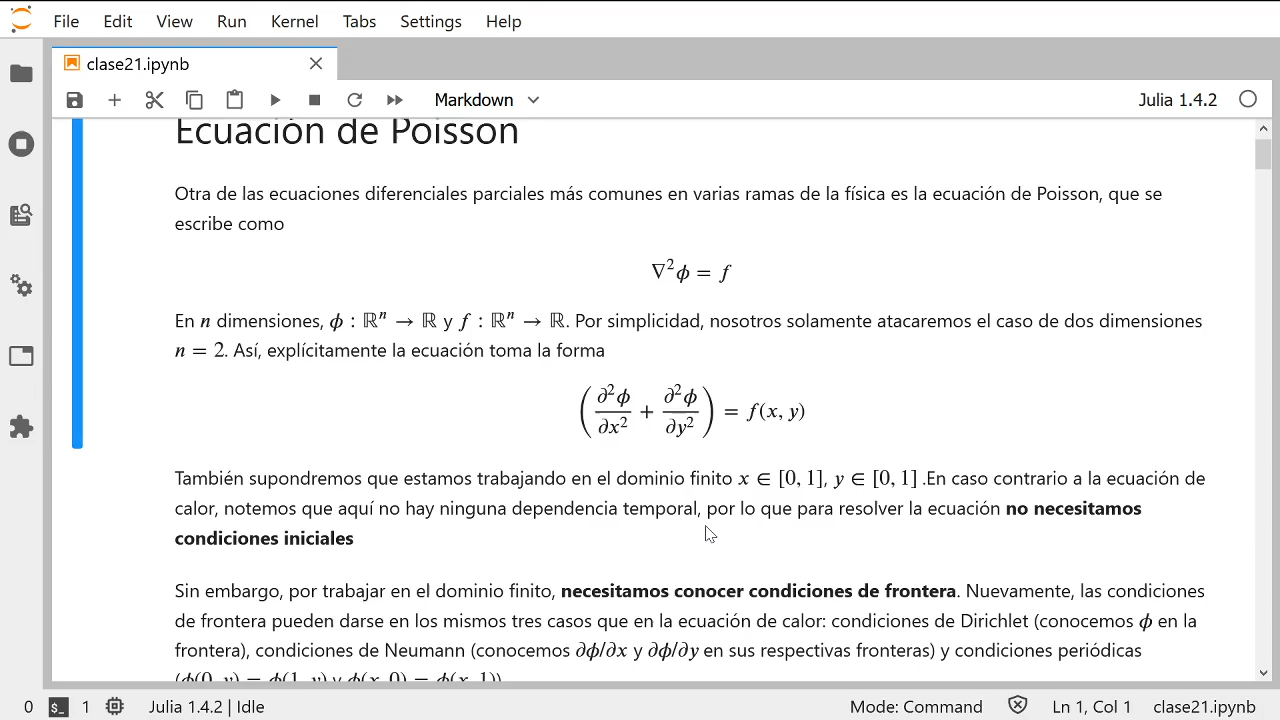 File Edit View Run Kernel Tabs Settings Help
clase21.ipynb
Markdown
Julia 1.4.2
Ecuación de Poisson
Otra de las ecuaciones diferenciales parciales más comunes en varias ramas de la física es la ecuación de Poisson, que se
escribe como
∇²ϕ = f
En n dimensiones, ϕ : ℝⁿ → ℝ y f : ℝⁿ → ℝ. Por simplicidad, nosotros solamente atacaremos el caso de dos dimensiones
n = 2. Así, explícitamente la ecuación toma la forma
(∂²ϕ/∂x² + ∂²ϕ/∂y²) = f(x, y)
También supondremos que estamos trabajando en el dominio finito x ∈ [0, 1], y ∈ [0, 1] .En caso contrario a la ecuación de
calor, notemos que aquí no hay ninguna dependencia temporal, por lo que para resolver la ecuación no necesitamos
condiciones iniciales
Sin embargo, por trabajar en el dominio finito, necesitamos conocer condiciones de frontera. Nuevamente, las condiciones
de frontera pueden darse en los mismos tres casos que en la ecuación de calor: condiciones de Dirichlet (conocemos ϕ en la
frontera), condiciones de Neumann (conocemos ∂ϕ/∂x y ∂ϕ/∂y en sus respectivas fronteras) y condiciones periódicas
(ϕ(0, y) = ϕ(1, y) y ϕ(x, 0) = ϕ(x, 1))
0 $_ 1 Julia 1.4.2 | Idle Mode: Command Ln 1, Col 1 clase21.ipynb